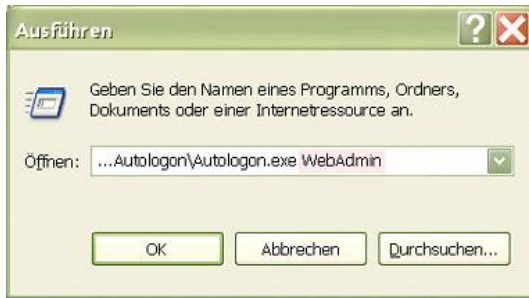 Ausführen
Geben Sie den Namen eines Programms, Ordners,
Dokuments oder einer Internetressource an.
Öffnen: ...Autologon\Autologon.exe WebAdmin
OK Abbrechen Durchsuchen...